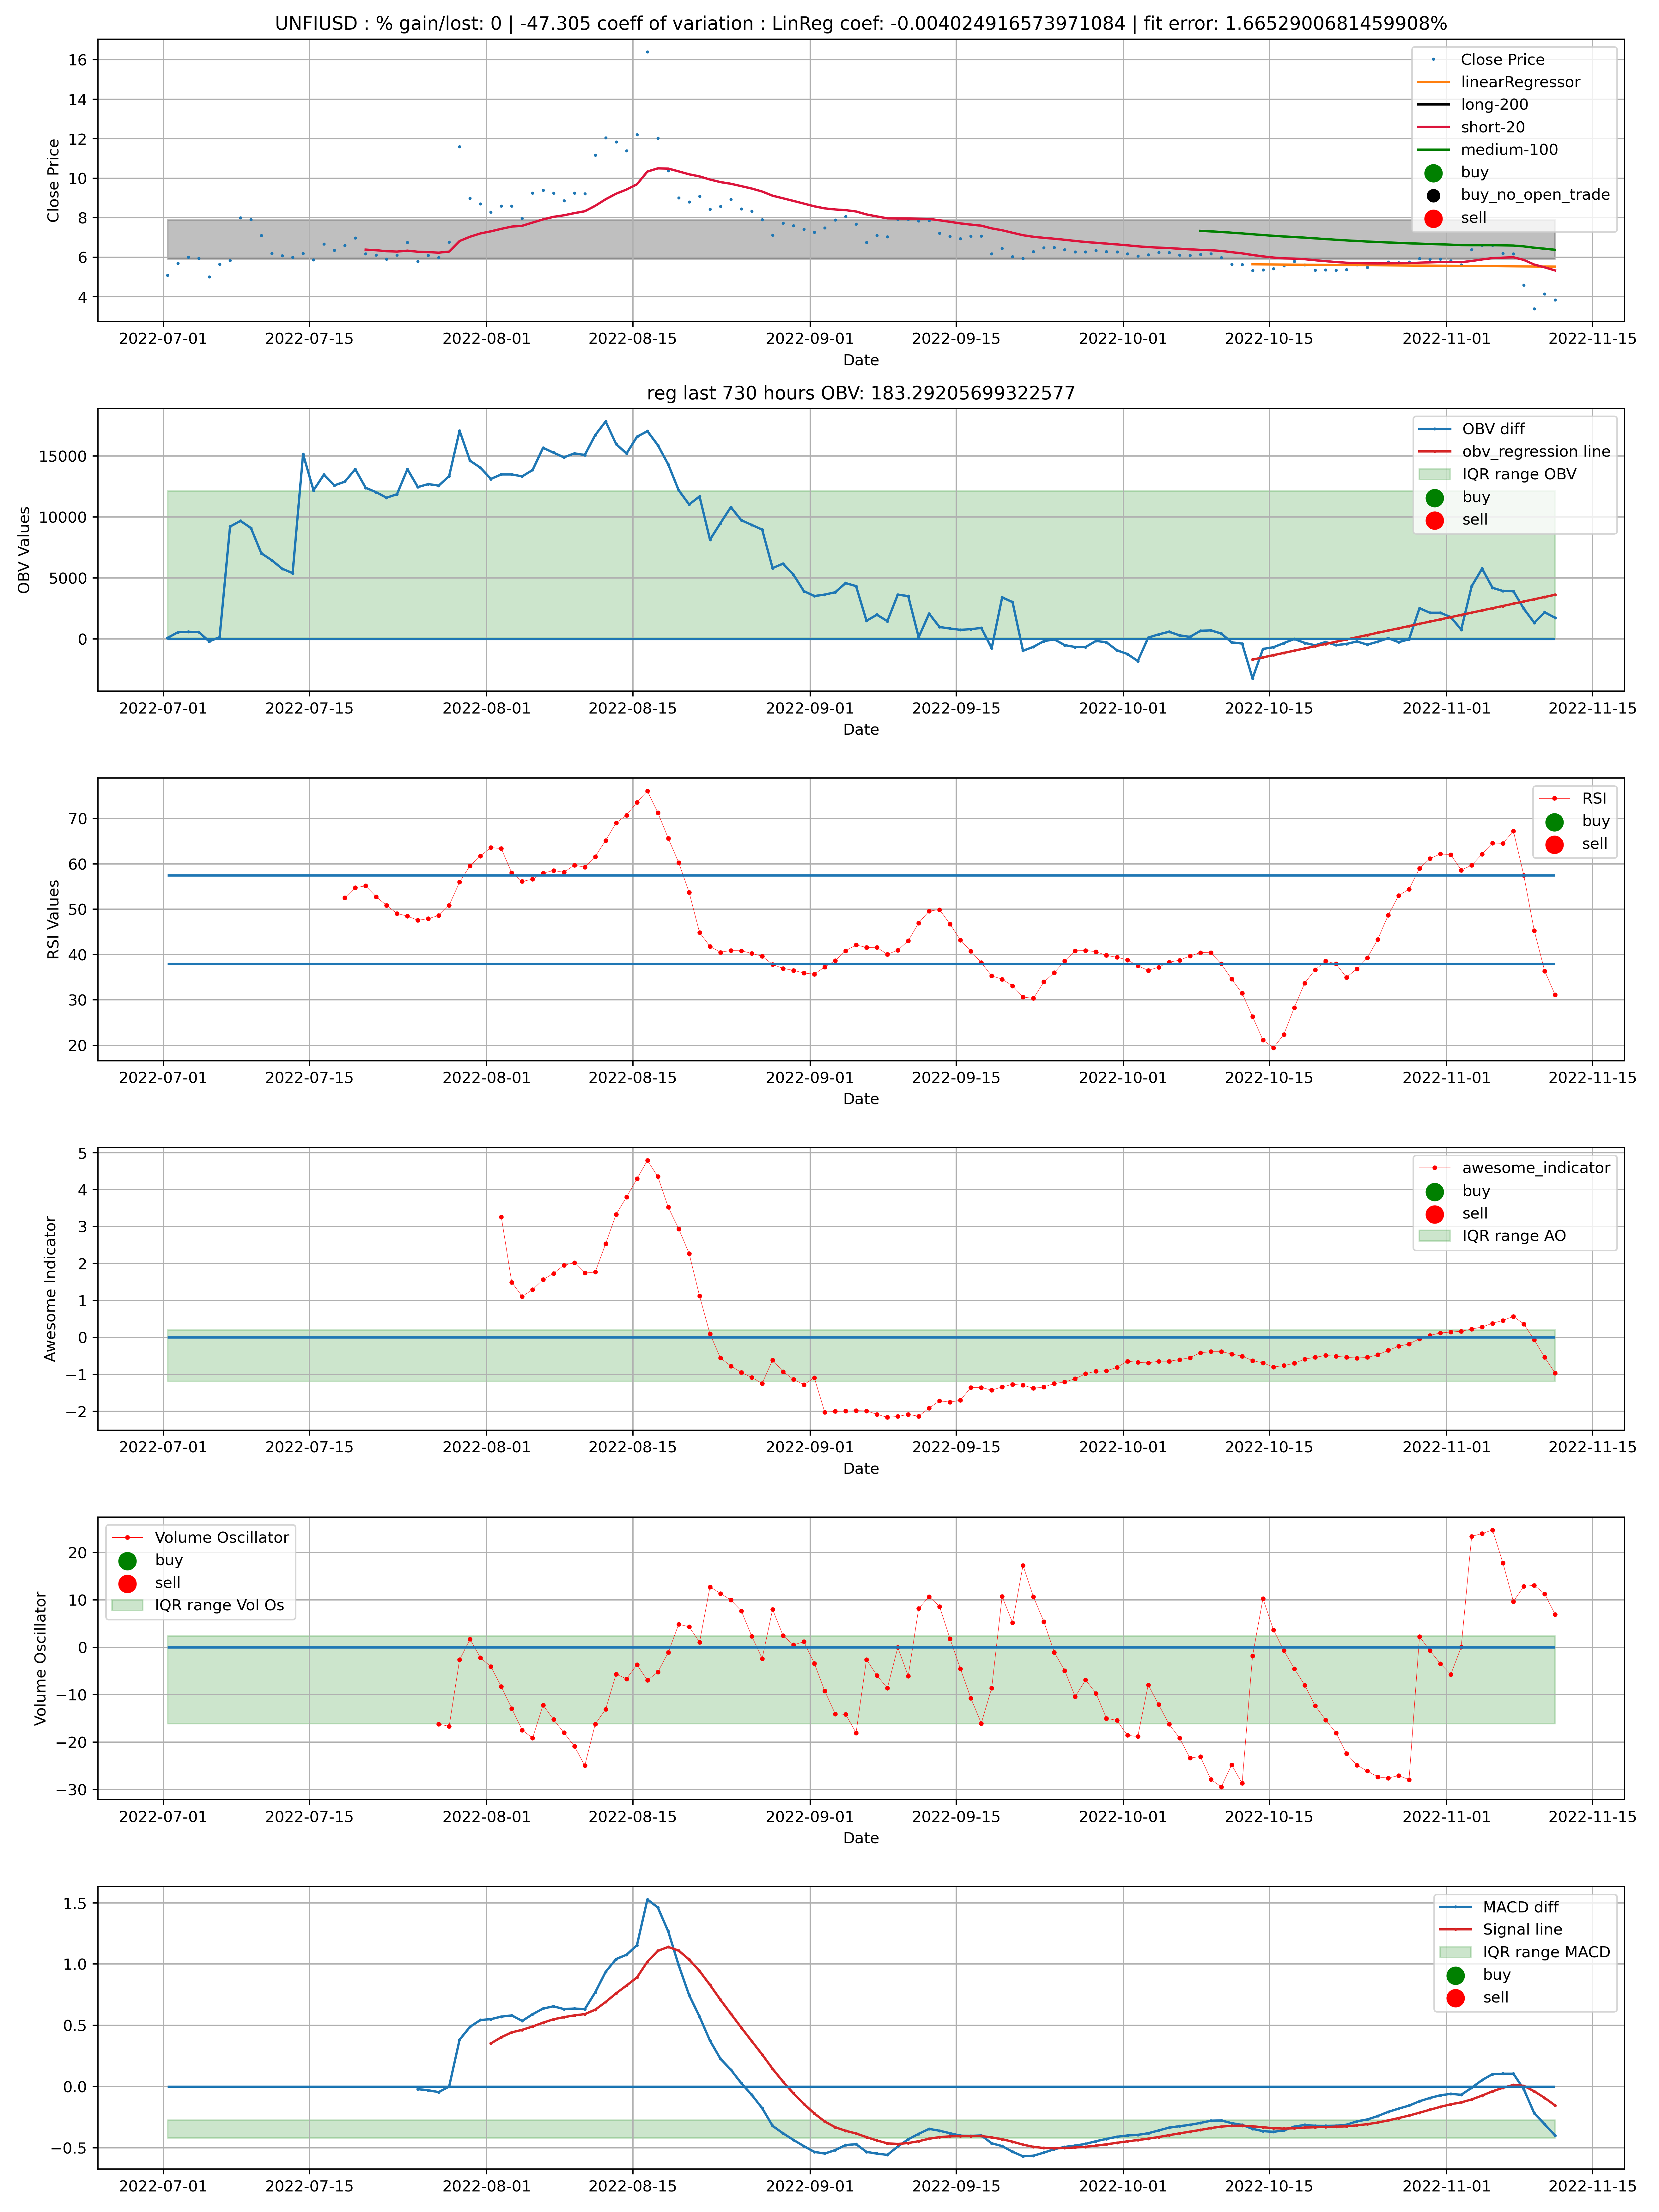 UNFIUSD : % gain/lost: 0 | -47.305 coeff of variation : LinReg coef: -0.004024916573971084 | fit error: 1.6652900681459908%
Close Price
16
14
12
10
8
6
4
Close Price
linearRegressor
long-200
short-20
medium-100
buy
buy_no_open_trade
sell
2022-07-01 2022-07-15 2022-08-01 2022-08-15 2022-09-01 2022-09-15 2022-10-01 2022-10-15 2022-11-01 2022-11-15
Date
reg last 730 hours OBV: 183.29205699322577
OBV Values
15000
10000
5000
0
OBV diff
obv_regression line
IQR range OBV
buy
sell
2022-07-01 2022-07-15 2022-08-01 2022-08-15 2022-09-01 2022-09-15 2022-10-01 2022-10-15 2022-11-01 2022-11-15
Date
RSI Values
70
60
50
40
30
20
RSI
buy
sell
2022-07-01 2022-07-15 2022-08-01 2022-08-15 2022-09-01 2022-09-15 2022-10-01 2022-10-15 2022-11-01 2022-11-15
Date
Awesome Indicator
5
4
3
2
1
0
−1
−2
awesome_indicator
buy
sell
IQR range AO
2022-07-01 2022-07-15 2022-08-01 2022-08-15 2022-09-01 2022-09-15 2022-10-01 2022-10-15 2022-11-01 2022-11-15
Date
Volume Oscillator
20
10
0
−10
−20
−30
Volume Oscillator
buy
sell
IQR range Vol Os
2022-07-01 2022-07-15 2022-08-01 2022-08-15 2022-09-01 2022-09-15 2022-10-01 2022-10-15 2022-11-01 2022-11-15
Date
1.5
1.0
0.5
0.0
−0.5
MACD diff
Signal line
IQR range MACD
buy
sell
2022-07-01 2022-07-15 2022-08-01 2022-08-15 2022-09-01 2022-09-15 2022-10-01 2022-10-15 2022-11-01 2022-11-15